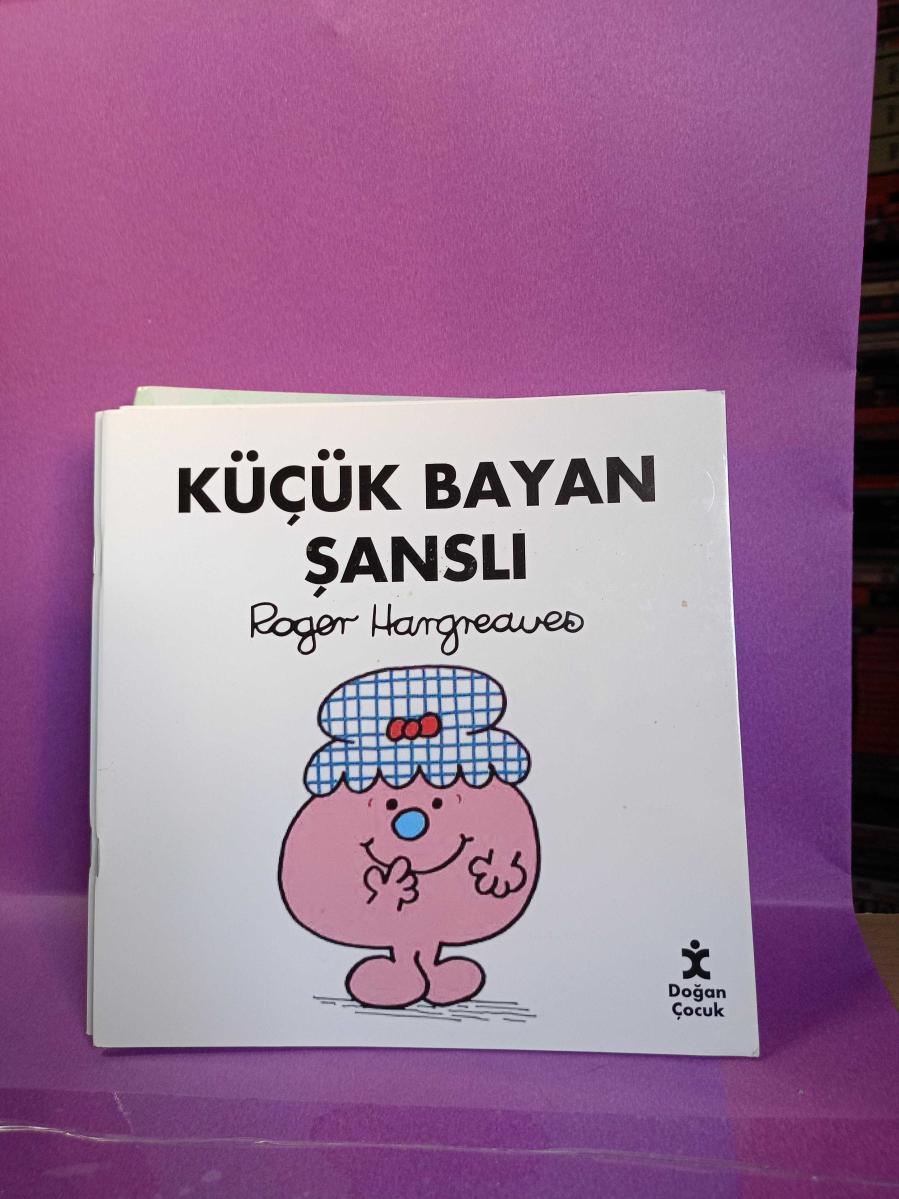 KÜÇÜK BAYAN
ŞANSLI
Roger Hargreaves
Doğan
Çocuk